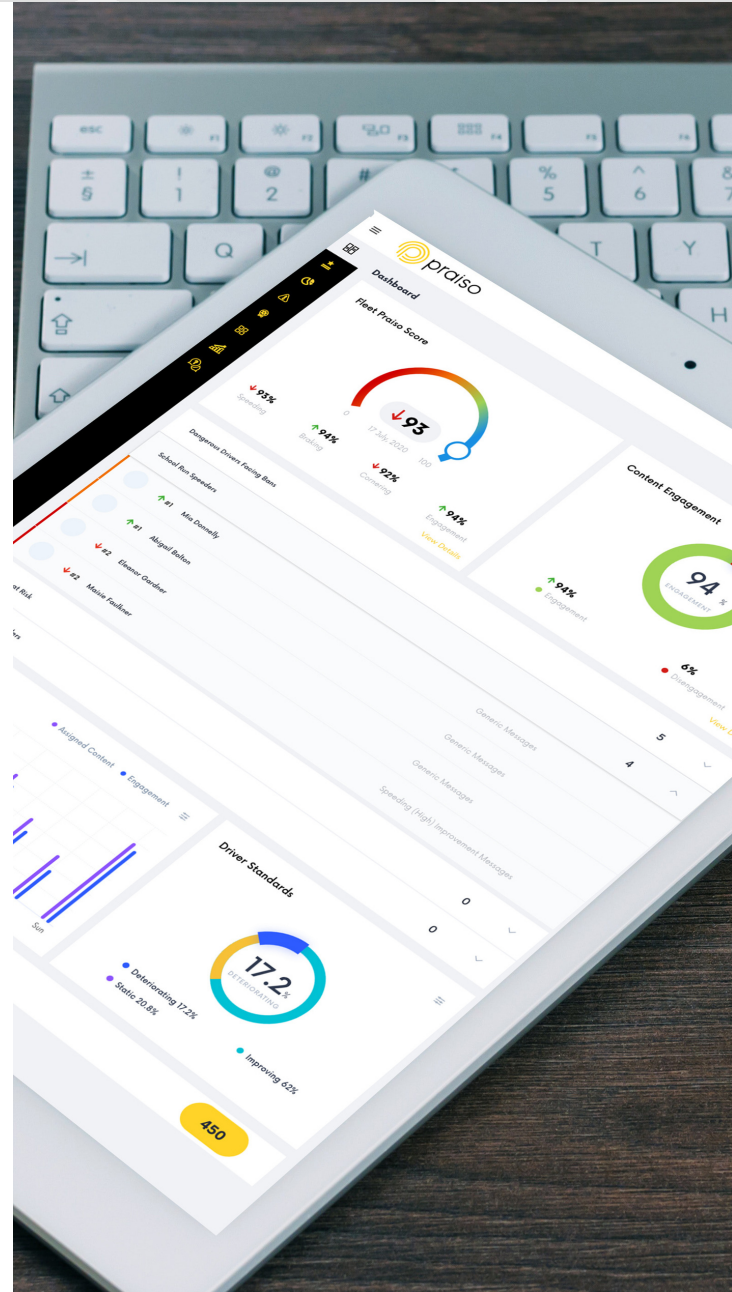 esc
F1
F2
F3
F4
F5
F6
±
§
!
1
@
2
#
%
5
^
6
&
7
Q
T
Y
H
praiso
Dashboard
Fleet Praiso Score
↓ 93
0
17 July, 2020
100
↓ 93%
Speeding
↑ 94%
Braking
↓ 92%
Cornering
↑ 94%
Engagement
View Details
Content Engagement
94 %
ENGAGEMENT
↑ 94%
Engagement
6%
Disengagement
View D
Dangerous Drivers Facing Bans
5
School Run Speeders
4
↑ #1 Mia Donnelly
Generic Messages
↑ #1 Abigail Bolton
Generic Messages
↓ #2 Eleanor Gardner
Generic Messages
↓ #2 Maisie Faulkner
Speeding (High) Improvement Messages
at Risk
0
0
Assigned Content
Engagement
Sun
Driver Standards
17.2%
DETERIORATING
Deteriorating 17.2%
Static 20.8%
Improving 62%
450